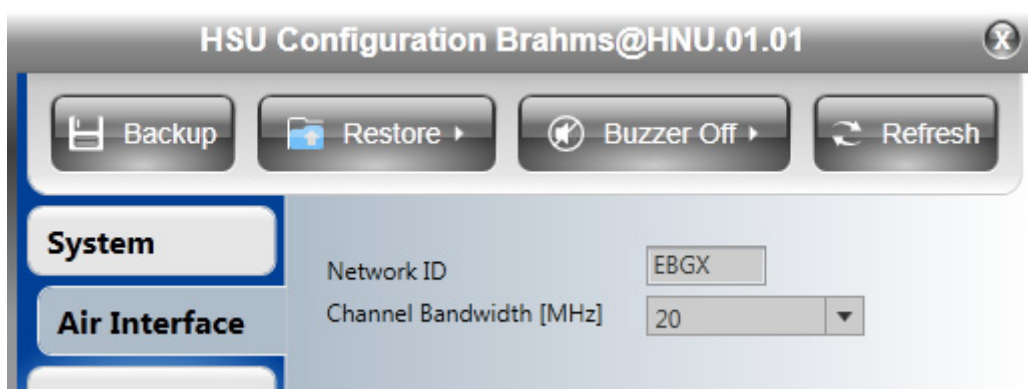 HSU Configuration Brahms@HNU.01.01
X
Backup Restore Buzzer Off Refresh
System
Network ID EBGX
Channel Bandwidth [MHz] 20
Air Interface